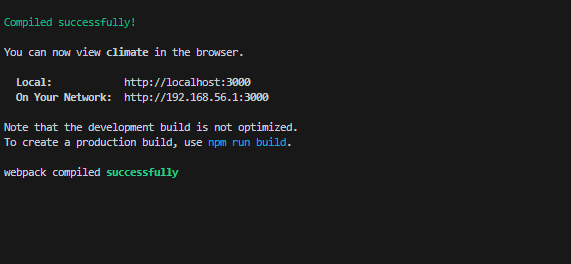 Compiled successfully!
You can now view climate in the browser.
Local: http://localhost:3000
On Your Network: http://192.168.56.1:3000
Note that the development build is not optimized.
To create a production build, use npm run build.
webpack compiled successfully